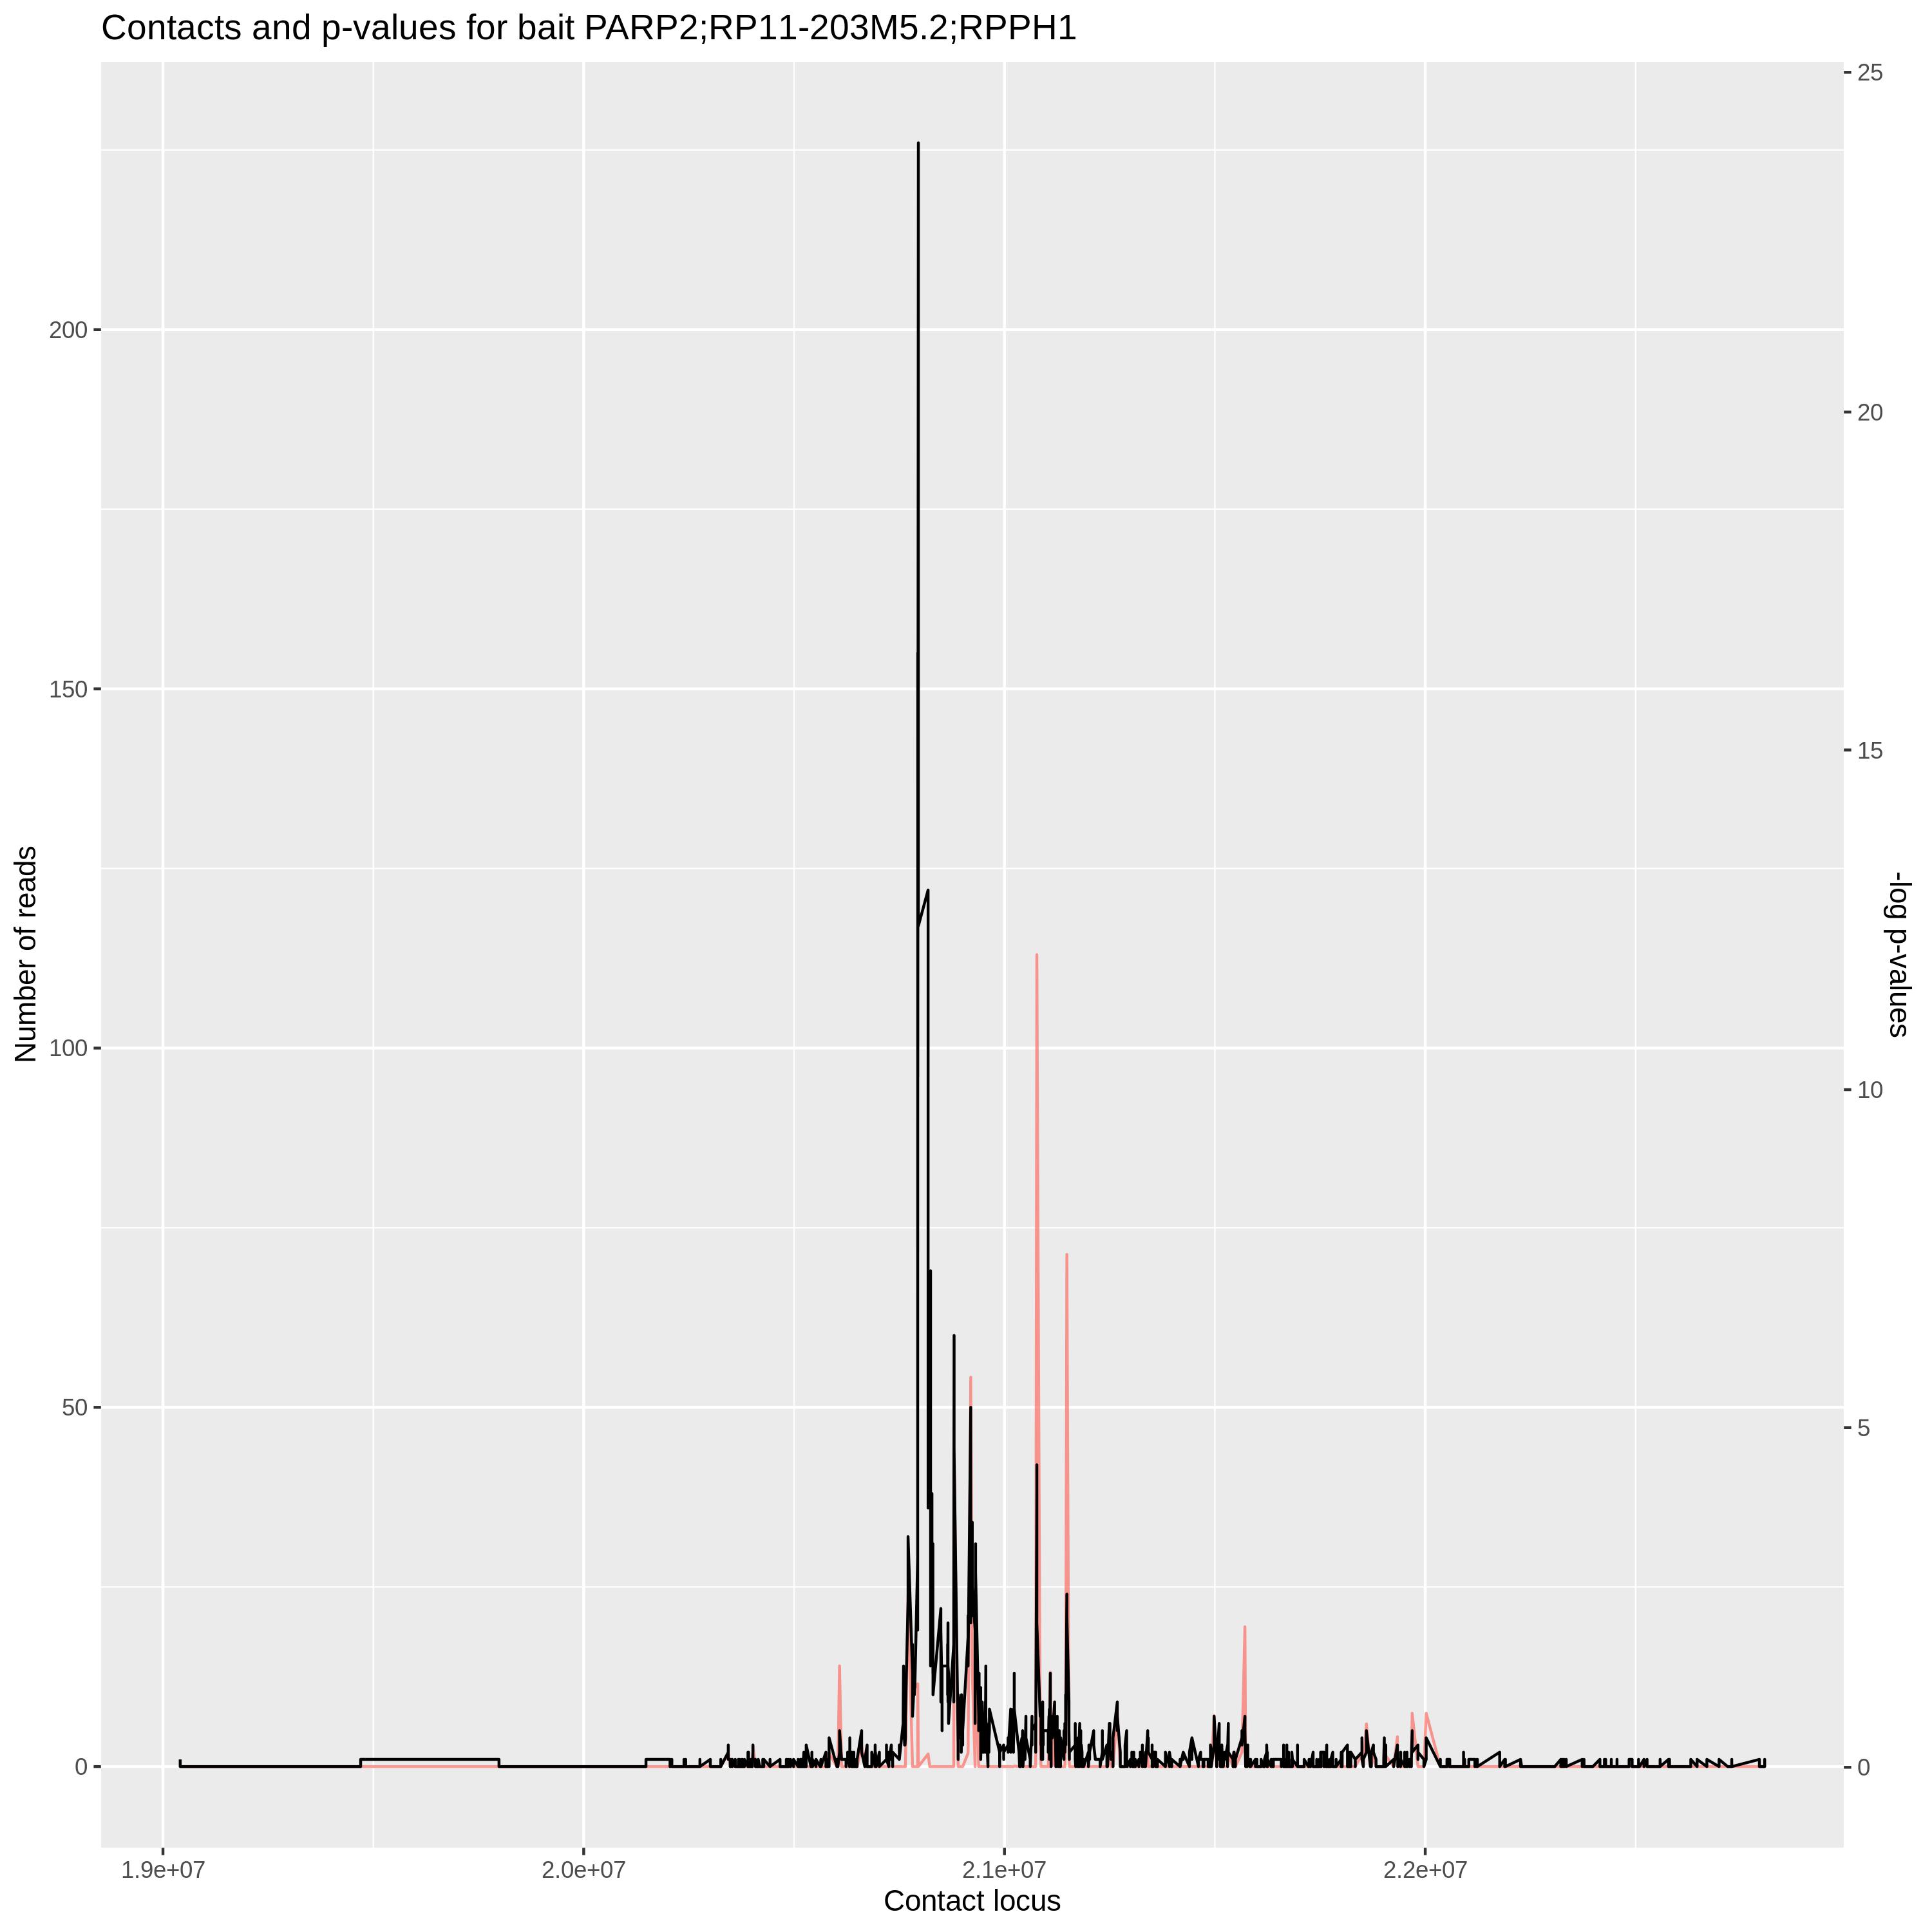 Contacts and p-values for bait PARP2;RP11-203M5.2;RPPH1
Number of reads
200
150
100
50
0
25
20
15
10
5
0
-log p-values
1.9e+07 2.0e+07 2.1e+07 2.2e+07
Contact locus